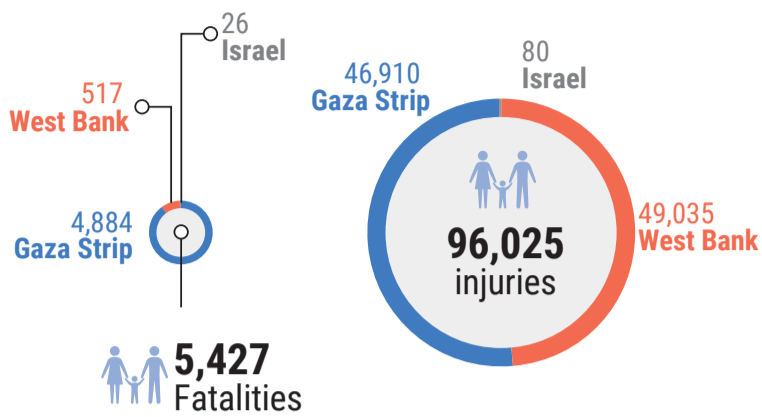 26
Israel
517
West Bank
4,884
Gaza Strip
5,427
Fatalities
46,910
Gaza Strip
80
Israel
49,035
West Bank
96,025
injuries